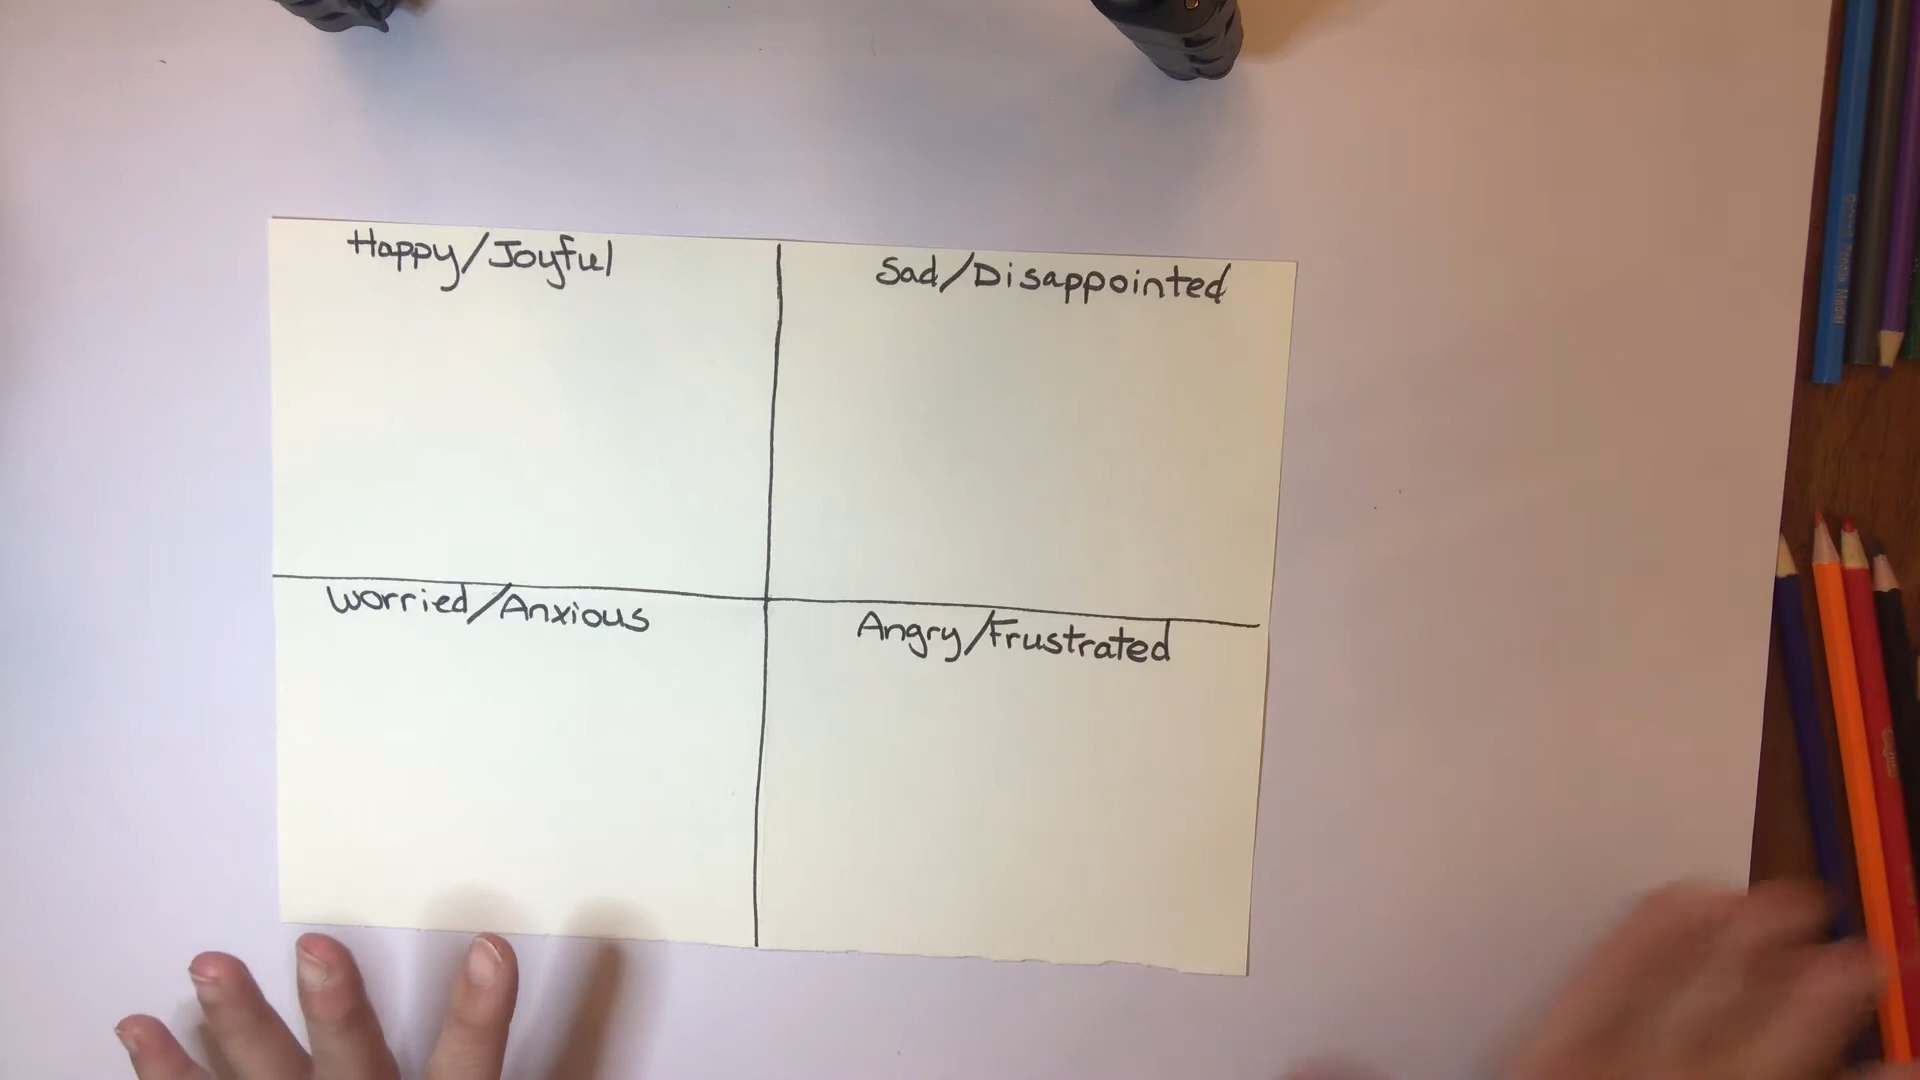 Happy/Joyful
Sad/Disappointed
Worried/Anxious
Angry/Frustrated